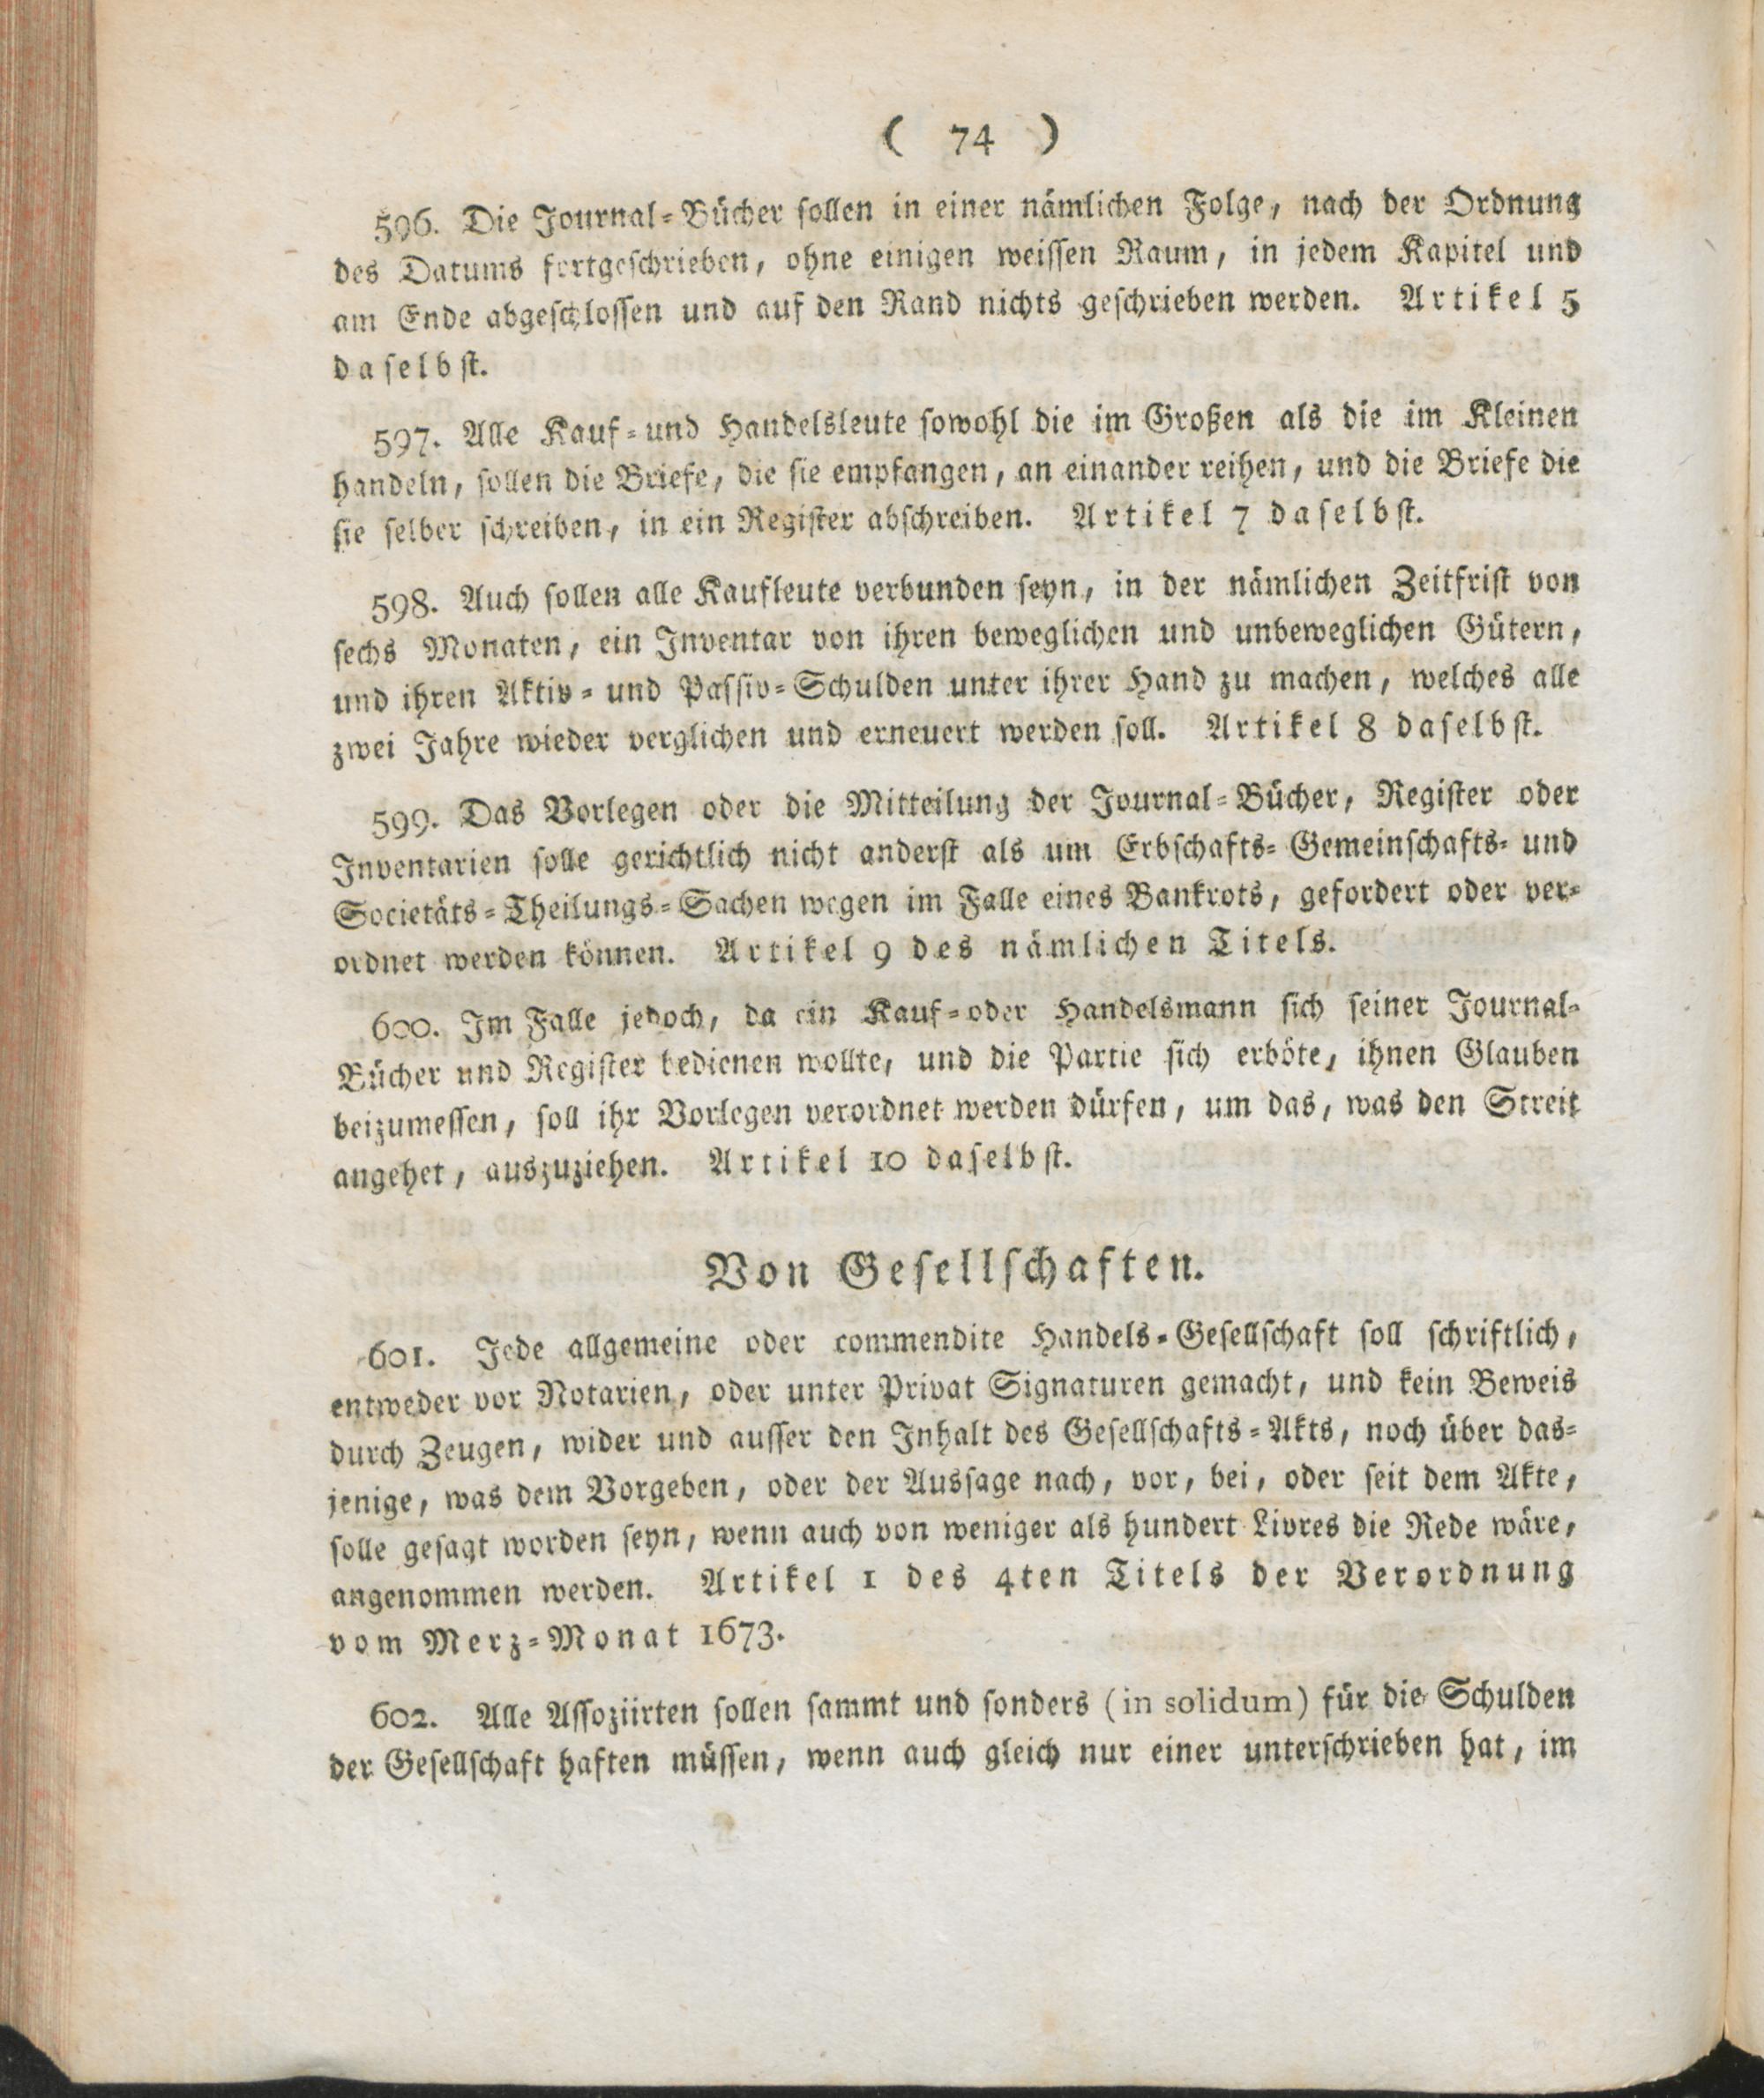 ( 74 )
596. Die Journal-Bücher sollen in einer nämlichen Folge, nach der Ordnung
des Datums fortgeschrieben, ohne einigen weissen Raum, in jedem Kapitel und
am Ende abgeschlossen und auf den Rand nichts geschrieben werden. Artikel 5
daselbst.
597. Alle Kauf- und Handelsleute sowohl die im Großen als die im Kleinen
handeln, sollen die Briefe, die sie empfangen, an einander reihen, und die Briefe die
sie selber schreiben, in ein Register abschreiben. Artikel 7 daselbst.
598. Auch sollen alle Kaufleute verbunden seyn, in der nämlichen Zeitfrist von
sechs Monaten, ein Inventar von ihren beweglichen und unbeweglichen Gütern,
und ihren Aktiv- und Passiv-Schulden unter ihrer Hand zu machen, welches alle
zwei Jahre wieder verglichen und erneuert werden soll. Artikel 8 daselbst.
599. Das Vorlegen oder die Mitteilung der Journal-Bücher, Register oder
Inventarien solle gerichtlich nicht anderst als um Erbschafts- Gemeinschafts- und
Societäts-Theilungs-Sachen wegen im Falle eines Bankrots, gefordert oder ver-
ordnet werden können. Artikel 9 des nämlichen Titels.
600. Im Falle jedoch, da ein Kauf- oder Handelsmann sich seiner Journal-
Bücher und Register bedienen wollte, und die Partie sich erböte, ihnen Glauben
beizumessen, soll ihr Vorlegen verordnet werden dürfen, um das, was den Streit
angehet, auszuziehen. Artikel 10 daselbst.
Von Gesellschaften.
601. Jede allgemeine oder commendite Handels-Gesellschaft soll schriftlich,
entweder vor Notarien, oder unter Privat Signaturen gemacht, und kein Beweis
durch Zeugen, wider und ausser den Inhalt des Gesellschafts-Akts, noch über das-
jenige, was dem Vorgeben, oder der Aussage nach, vor, bei, oder seit dem Akte,
solle gesagt worden seyn, wenn auch von weniger als hundert Livres die Rede wäre,
angenommen werden. Artikel 1 des 4ten Titels der Verordnung
vom Merz-Monat 1673.
602. Alle Assoziirten sollen sammt und sonders (in solidum) für die Schulden
der Gesellschaft haften müssen, wenn auch gleich nur einer unterschrieben hat, im